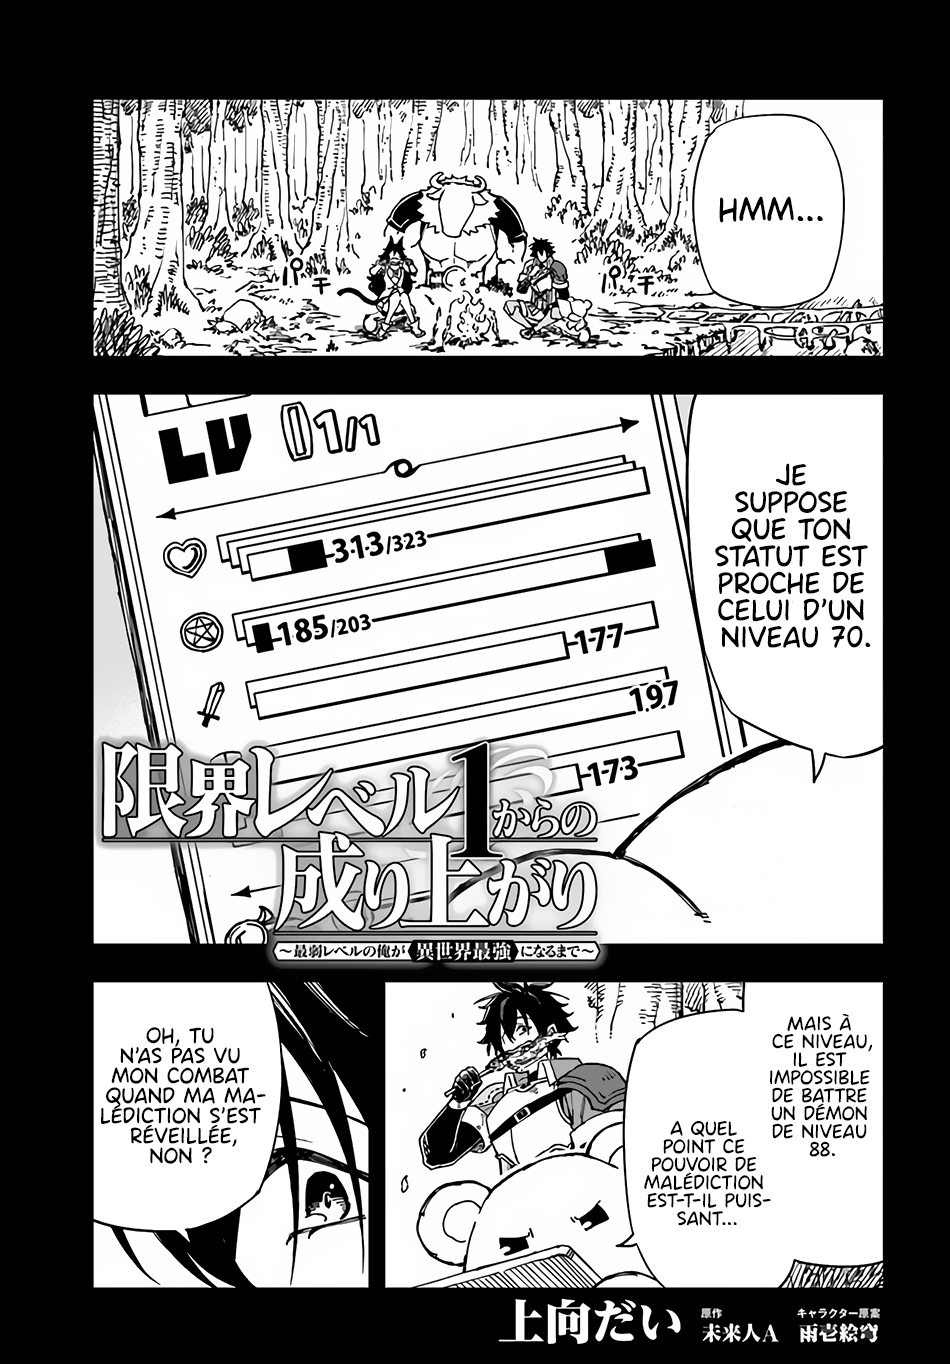 HMM...
JE
SUPPOSE
QUE TON
STATUT EST
PROCHE DE
CELUI D'UN
NIVEAU 70.
LV 01/1
313/323
185/203
177
197
173
限界レベル1からの
成り上がり
～最弱レベルの俺が異世界最強になるまで～
MAIS À
CE NIVEAU,
IL EST
IMPOSSIBLE
DE BATTRE
UN DÉMON
DE NIVEAU
88.
A QUEL
POINT CE
POUVOIR DE
MALÉDICTION
EST-T-IL PUIS-
SANT...
OH, TU
N'AS PAS VU
MON COMBAT
QUAND MA MA-
LÉDICTION S'EST
RÉVEILLÉE,
NON ?
上向だい
原作
未来人A
キャラクター原案
雨壱絵穹